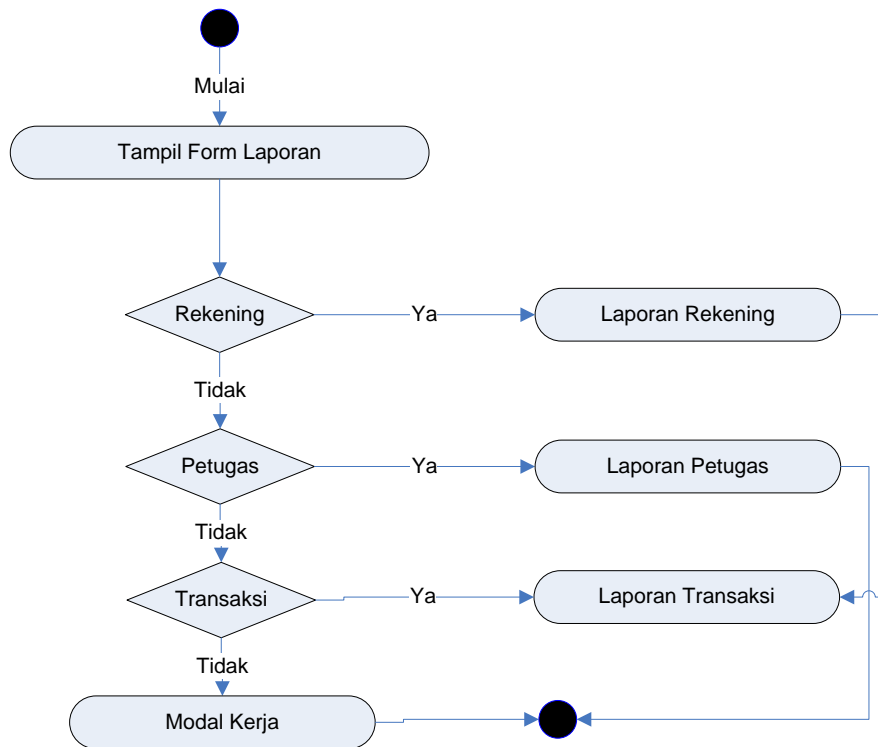 Mulai
Tampil Form Laporan
Rekening
Ya
Laporan Rekening
Tidak
Petugas
Ya
Laporan Petugas
Tidak
Transaksi
Ya
Laporan Transaksi
Tidak
Modal Kerja